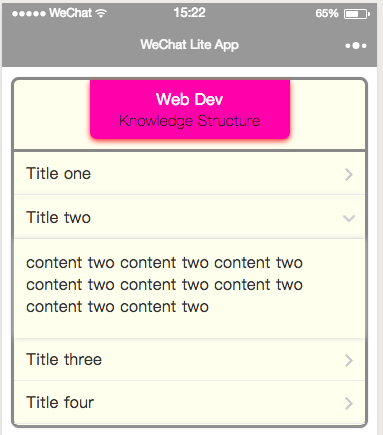 WeChat 15:22 65%
WeChat Lite App
Web Dev
Knowledge Structure
Title one
Title two
content two content two content two
content two content two content two
content two content two
Title three
Title four